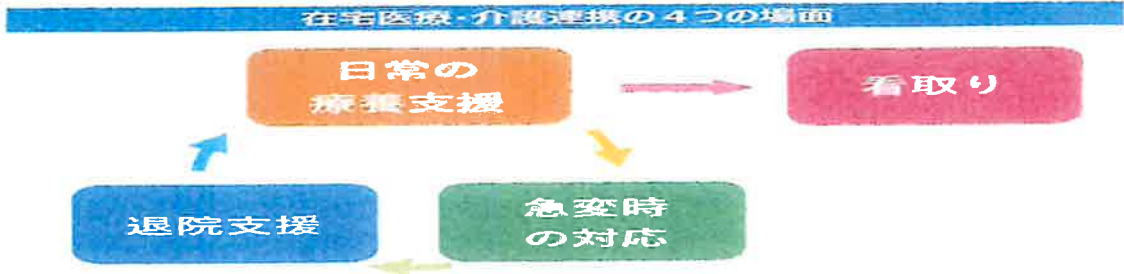 在宅医療・介護連携の４つの場面
日常の
療養支援
看取り
退院支援
急変時
の対応